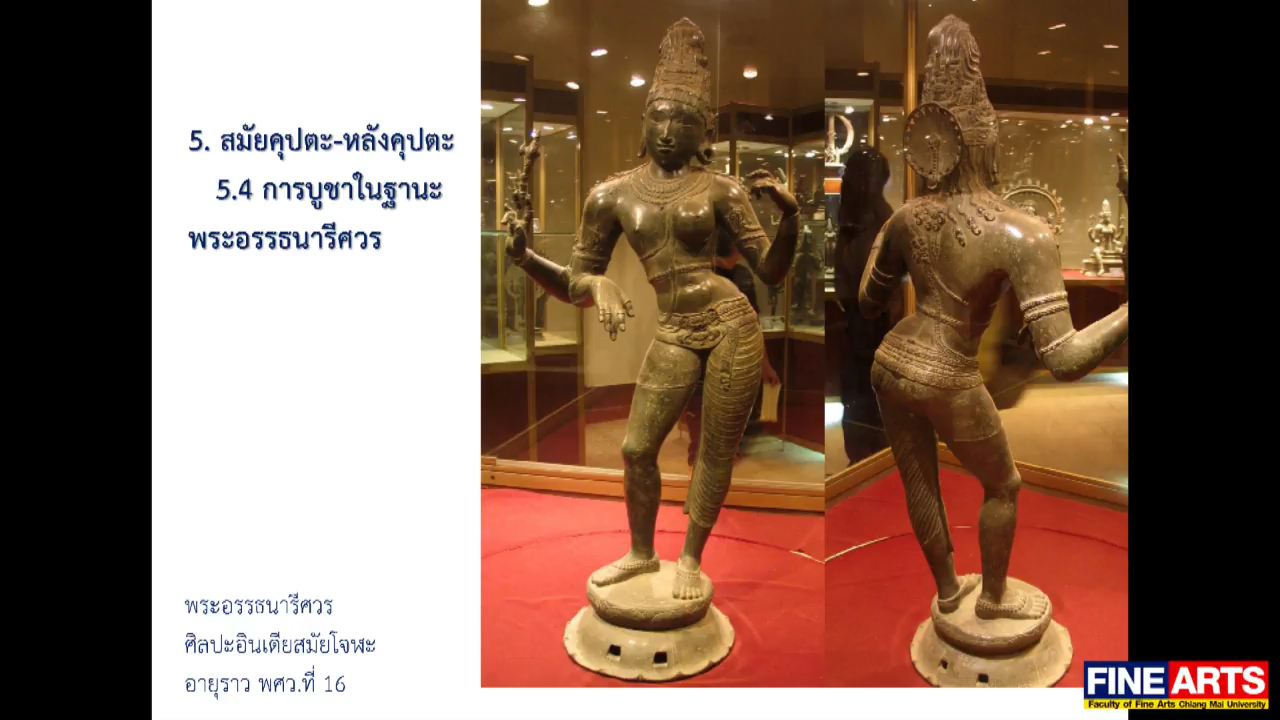 5. สมัยคุปตะ-หลังคุปตะ
5.4 การบูชาในฐานะ
พระอรรธนารีศวร
พระอรรธนารีศวร
ศิลปะอินเดียสมัยโจฬะ
อายุราว พศว.ที่ 16
FINE ARTS
Faculty of Fine Arts Chiang Mai University